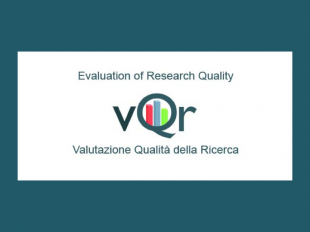 Evaluation of Research Quality
vQr
Valutazione Qualità della Ricerca